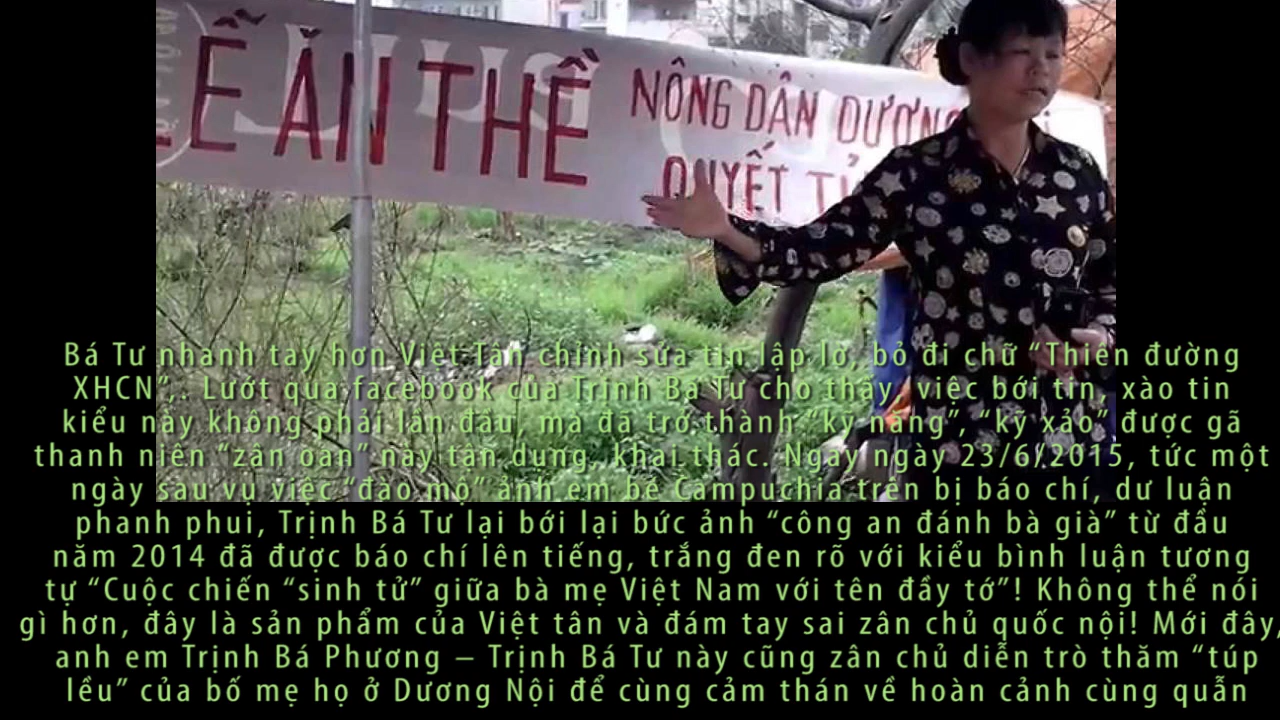 LỄ ĂN THỀ
NÔNG DÂN DƯƠNG
QUYẾT
Bá Tư nhanh tay hơn Việt Tân chỉnh sửa tin lập lờ, bỏ đi chữ “Thiên đường
XHCN”,. Lướt qua facebook của Trịnh Bá Tư cho thấy, việc bới tin, xào tin
kiểu này không phải lần đầu, mà đã trở thành “kỹ năng”, “kỹ xảo” được gã
thanh niên “zân oan” này tận dụng, khai thác. Ngay ngày 23/6/2015, tức một
ngày sau vụ việc “đào mộ” ảnh em bé Campuchia trên bị báo chí, dư luận
phanh phui, Trịnh Bá Tư lại bới lại bức ảnh “công an đánh bà già” từ đầu
năm 2014 đã được báo chí lên tiếng, trắng đen rõ với kiểu bình luận tương
tự “Cuộc chiến “sinh tử” giữa bà mẹ Việt Nam với tên đầy tớ”! Không thể nói
gì hơn, đây là sản phẩm của Việt tân và đám tay sai zân chủ quốc nội! Mới đây,
anh em Trịnh Bá Phương – Trịnh Bá Tư này cũng zân chủ diễn trò thăm “túp
lều” của bố mẹ họ ở Dương Nội để cùng cảm thán về hoàn cảnh cùng quẫn